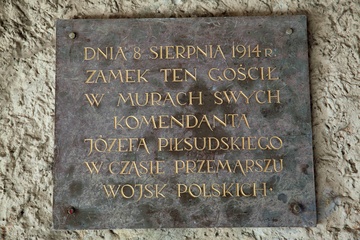 DNIA 8 SIERPNIA 1914 R:
ZAMEK TEN GOŚCIŁ
W MURACH SWYCH
KOMENDANTA
JÓZEFA PIŁSUDSKIEGO
W CZASIE PRZEMARSZU
WOJSK POLSKICH·